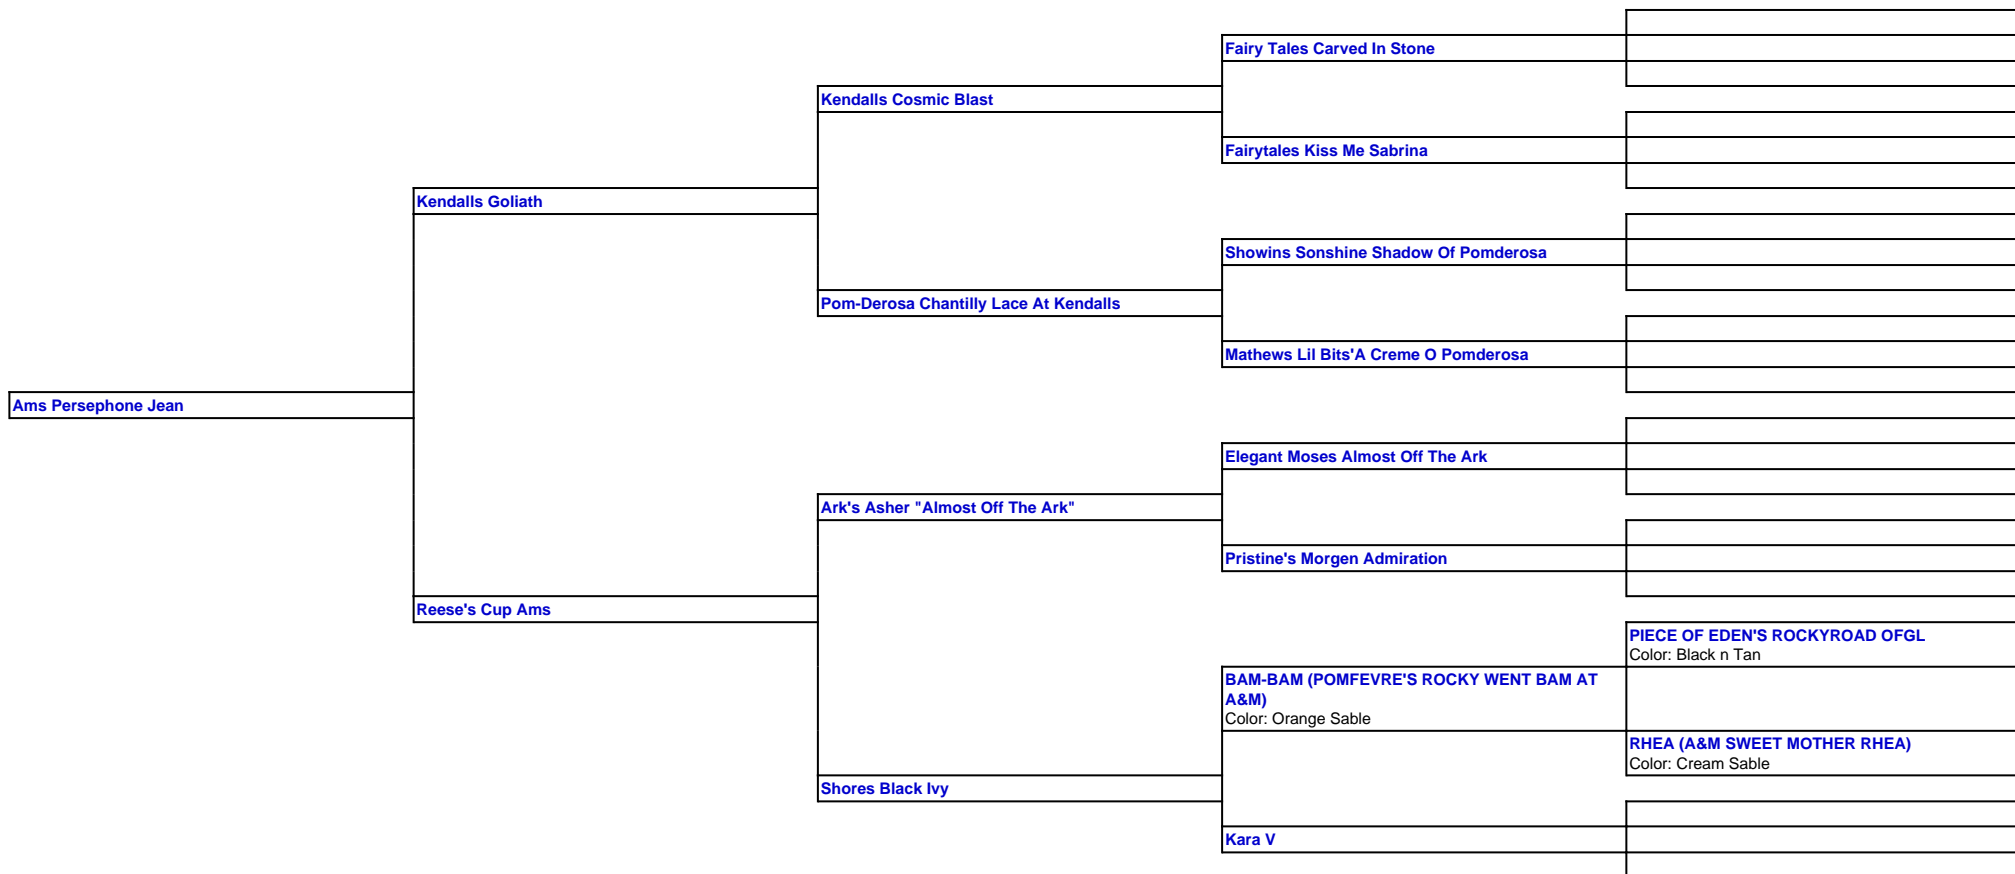 Fairy Tales Carved In Stone
Kendalls Cosmic Blast
Fairytales Kiss Me Sabrina
Kendalls Goliath
Showins Sonshine Shadow Of Pomderosa
Pom-Derosa Chantilly Lace At Kendalls
Mathews Lil Bits'A Creme O Pomderosa
Ams Persephone Jean
Elegant Moses Almost Off The Ark
Ark's Asher "Almost Off The Ark"
Pristine's Morgen Admiration
Reese's Cup Ams
PIECE OF EDEN'S ROCKYROAD OFGL
Color: Black n Tan
BAM-BAM (POMFEVRE'S ROCKY WENT BAM AT
A&M)
Color: Orange Sable
RHEA (A&M SWEET MOTHER RHEA)
Color: Cream Sable
Shores Black Ivy
Kara V